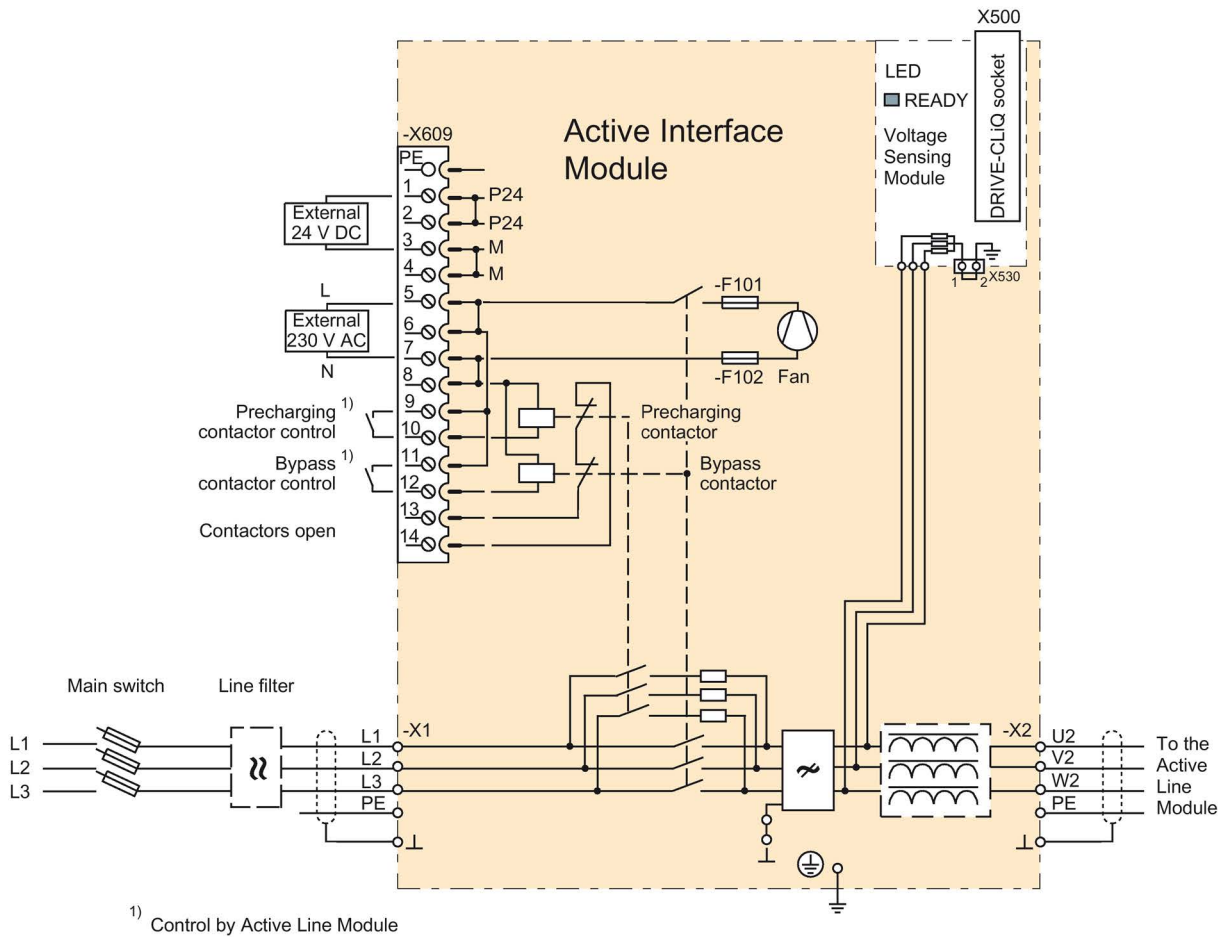 X500
LED
READY
Voltage
Sensing
Module
DRIVE-CLiQ socket
1
2
X530
Active Interface
Module
-X609
PE
1
2
3
4
5
6
7
8
9
10
11
12
13
14
P24
P24
M
M
External
24 V DC
L
External
230 V AC
N
Precharging 1)
contactor control
Bypass 1)
contactor control
Contactors open
-F101
-F102
Fan
Precharging
contactor
Bypass
contactor
Main switch
Line filter
L1
L2
L3
-X1
L1
L2
L3
PE
-X2
U2
V2
W2
PE
To the
Active
Line
Module
1) Control by Active Line Module